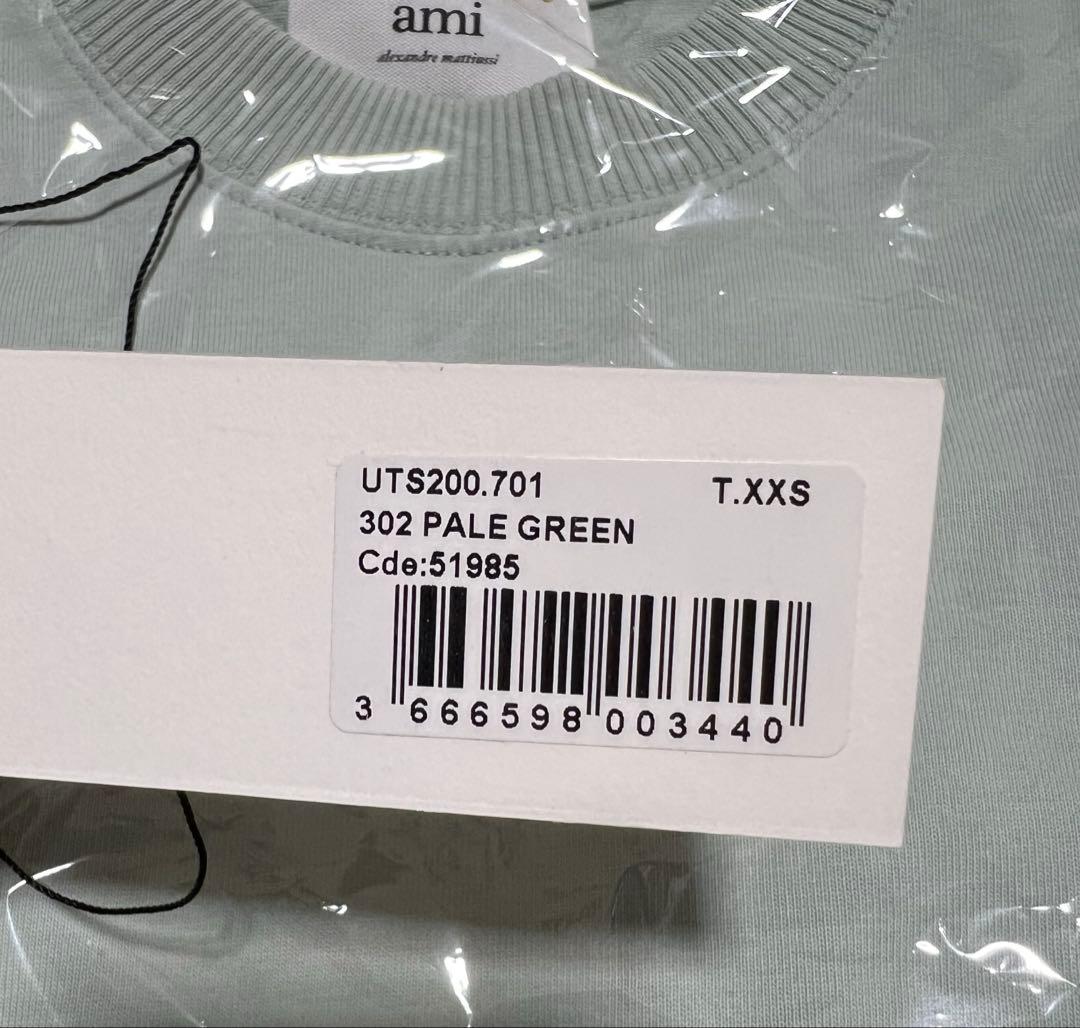 ami
alexandre mattiussi
UTS200.701 T.XXS
302 PALE GREEN
Cde:51985
3 666598 003440